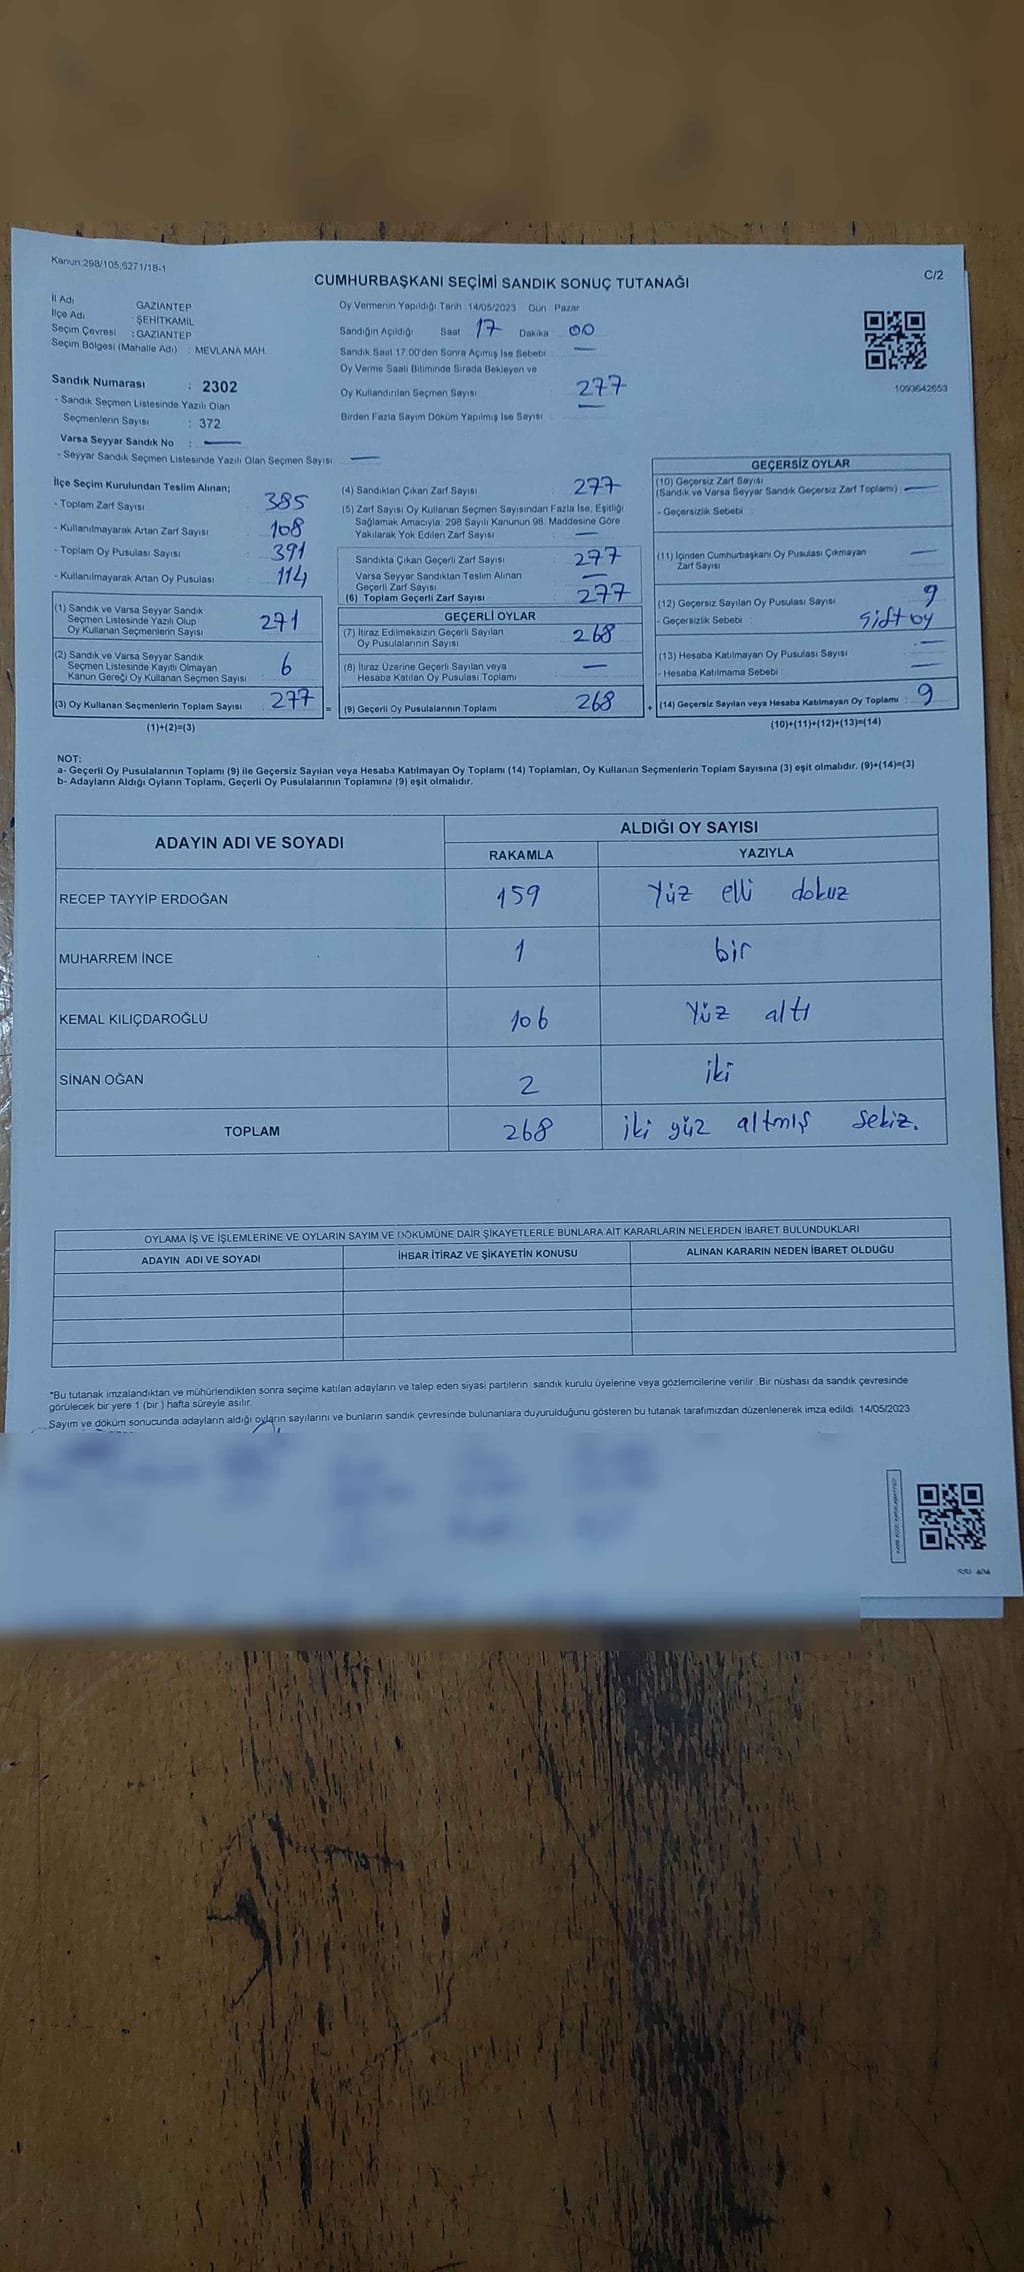 Kanun:298/105;6271/18-1
C/2
CUMHURBAŞKANI SEÇİMİ SANDIK SONUÇ TUTANAĞI
İl Adı GAZİANTEP
İlçe Adı : ŞEHİTKAMİL
Seçim Çevresi : GAZİANTEP
Seçim Bölgesi (Mahalle Adı) : MEVLANA MAH.
Sandık Numarası : 2302
- Sandık Seçmen Listesinde Yazılı Olan
Seçmenlerin Sayısı : 372
Varsa Seyyar Sandık No : —
- Seyyar Sandık Seçmen Listesinde Yazılı Olan Seçmen Sayısı —
Oy Vermenin Yapıldığı Tarih :14/05/2023 Gün Pazar
Sandığın Açıldığı Saat 17 Dakika 00
Sandık Saat 17.00'den Sonra Açılmış İse Sebebi —
Oy Verme Saati Bitiminde Sırada Bekleyen ve
Oy Kullandırılan Seçmen Sayısı 277
Birden Fazla Sayım Döküm Yapılmış İse Sayısı —
1093642653
İlçe Seçim Kurulundan Teslim Alınan;
- Toplam Zarf Sayısı 385
- Kullanılmayarak Artan Zarf Sayısı 108
- Toplam Oy Pusulası Sayısı 391
- Kullanılmayarak Artan Oy Pusulası 114
(1) Sandık ve Varsa Seyyar Sandık
Seçmen Listesinde Yazılı Olup
Oy Kullanan Seçmenlerin Sayısı 271
(2) Sandık ve Varsa Seyyar Sandık
Seçmen Listesinde Kayıtlı Olmayan
Kanun Gereği Oy Kullanan Seçmen Sayısı 6
(3) Oy Kullanan Seçmenlerin Toplam Sayısı 277
(1)+(2)=(3)
(4) Sandıktan Çıkan Zarf Sayısı 277
(5) Zarf Sayısı Oy Kullanan Seçmen Sayısından Fazla İse, Eşitliği
Sağlamak Amacıyla, 298 Sayılı Kanunun 98. Maddesine Göre
Yakılarak Yok Edilen Zarf Sayısı —
Sandıkta Çıkan Geçerli Zarf Sayısı 277
Varsa Seyyar Sandıktan Teslim Alınan
Geçerli Zarf Sayısı —
(6) Toplam Geçerli Zarf Sayısı 277
GEÇERLİ OYLAR
(7) İtiraz Edilmeksizin Geçerli Sayılan
Oy Pusulalarının Sayısı 268
(8) İtiraz Üzerine Geçerli Sayılan veya
Hesaba Katılan Oy Pusulası Toplamı —
= (9) Geçerli Oy Pusulalarının Toplamı 268
GEÇERSİZ OYLAR
(10) Geçersiz Zarf Sayısı
(Sandık ve Varsa Seyyar Sandık Geçersiz Zarf Toplamı) —
- Geçersizlik Sebebi
(11) İçinden Cumhurbaşkanı Oy Pusulası Çıkmayan
Zarf Sayısı —
(12) Geçersiz Sayılan Oy Pusulası Sayısı 9
- Geçersizlik Sebebi : Çift oy
(13) Hesaba Katılmayan Oy Pusulası Sayısı —
- Hesaba Katılmama Sebebi —
+ (14) Geçersiz Sayılan veya Hesaba Katılmayan Oy Toplamı : 9
(10)+(11)+(12)+(13)=(14)
NOT:
a- Geçerli Oy Pusulalarının Toplamı (9) ile Geçersiz Sayılan veya Hesaba Katılmayan Oy Toplamı (14) Toplamları, Oy Kullanan Seçmenlerin Toplam Sayısına (3) eşit olmalıdır. (9)+(14)=(3)
b- Adayların Aldığı Oyların Toplamı, Geçerli Oy Pusulalarının Toplamına (9) eşit olmalıdır.
ADAYIN ADI VE SOYADI ALDIĞI OY SAYISI
RAKAMLA YAZIYLA
RECEP TAYYİP ERDOĞAN 159 Yüz elli dokuz
MUHARREM İNCE 1 bir
KEMAL KILIÇDAROĞLU 106 Yüz altı
SİNAN OĞAN 2 iki
TOPLAM 268 iki yüz altmış sekiz.
OYLAMA İŞ VE İŞLEMLERİNE VE OYLARIN SAYIM VE DÖKÜMÜNE DAİR ŞİKAYETLERLE BUNLARA AİT KARARLARIN NELERDEN İBARET BULUNDUKLARI
ADAYIN ADI VE SOYADI İHBAR İTİRAZ VE ŞİKAYETİN KONUSU ALINAN KARARIN NEDEN İBARET OLDUĞU
*Bu tutanak imzalandıktan ve mühürlendikten sonra seçime katılan adayların ve talep eden siyasi partilerin sandık kurulu üyelerine veya gözlemcilerine verilir. Bir nüshası da sandık çevresinde
görülecek bir yere 1 (bir ) hafta süreyle asılır.
Sayım ve döküm sonucunda adayların aldığı oyların sayılarını ve bunların sandık çevresinde bulunanlara duyurulduğunu gösteren bu tutanak tarafımızdan düzenlenerek imza edildi. 14/05/2023